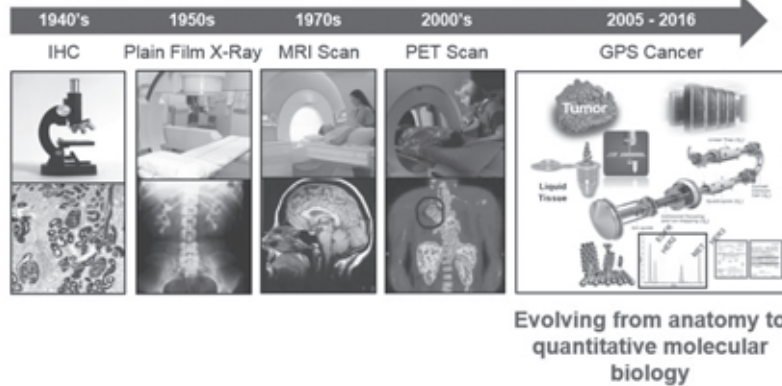 1940's 1950s 1970s 2000's 2005 - 2016
IHC Plain Film X-Ray MRI Scan PET Scan GPS Cancer
Tumor
Liquid
Tissue
Evolving from anatomy to
quantitative molecular
biology